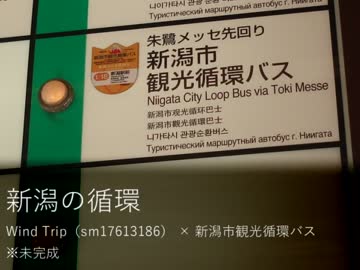 Туристический маршрутный автобус г. Ниигата
朱鷺メッセ先回り
新潟市
観光循環バス
Niigata City Loop Bus via Toki Messe
新潟市观光循环巴士
新潟市觀光循環巴士
니가타시 관광순환버스
Туристический маршрутный автобус г. Ниигата
新潟の循環
Wind Trip（sm17613186） × 新潟市観光循環バス
※未完成